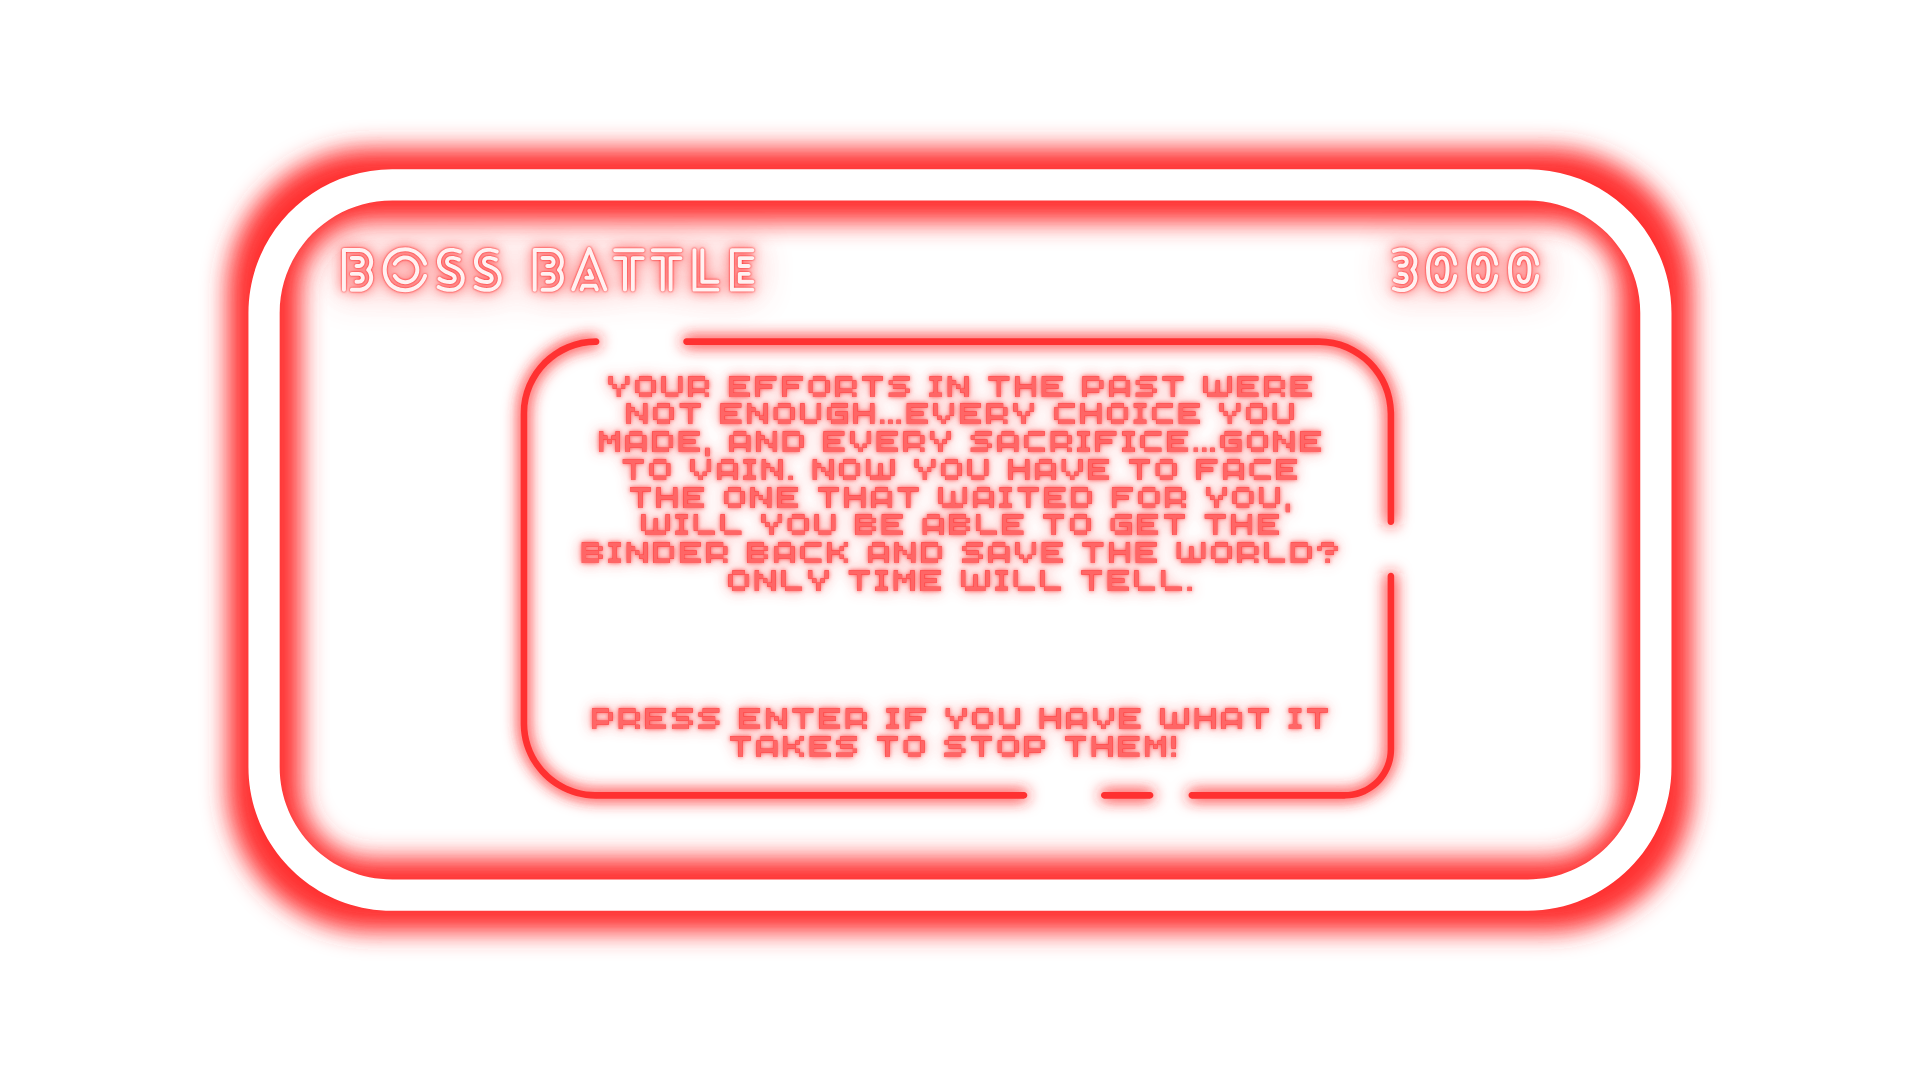 BOSS BATTLE
3000
YOUR EFFORTS IN THE PAST WERE
NOT ENOUGH...EVERY CHOICE YOU
MADE, AND EVERY SACRIFICE...GONE
TO VAIN. NOW YOU HAVE TO FACE
THE ONE THAT WAITED FOR YOU,
WILL YOU BE ABLE TO GET THE
BINDER BACK AND SAVE THE WORLD?
ONLY TIME WILL TELL.
PRESS ENTER IF YOU HAVE WHAT IT
TAKES TO STOP THEM!